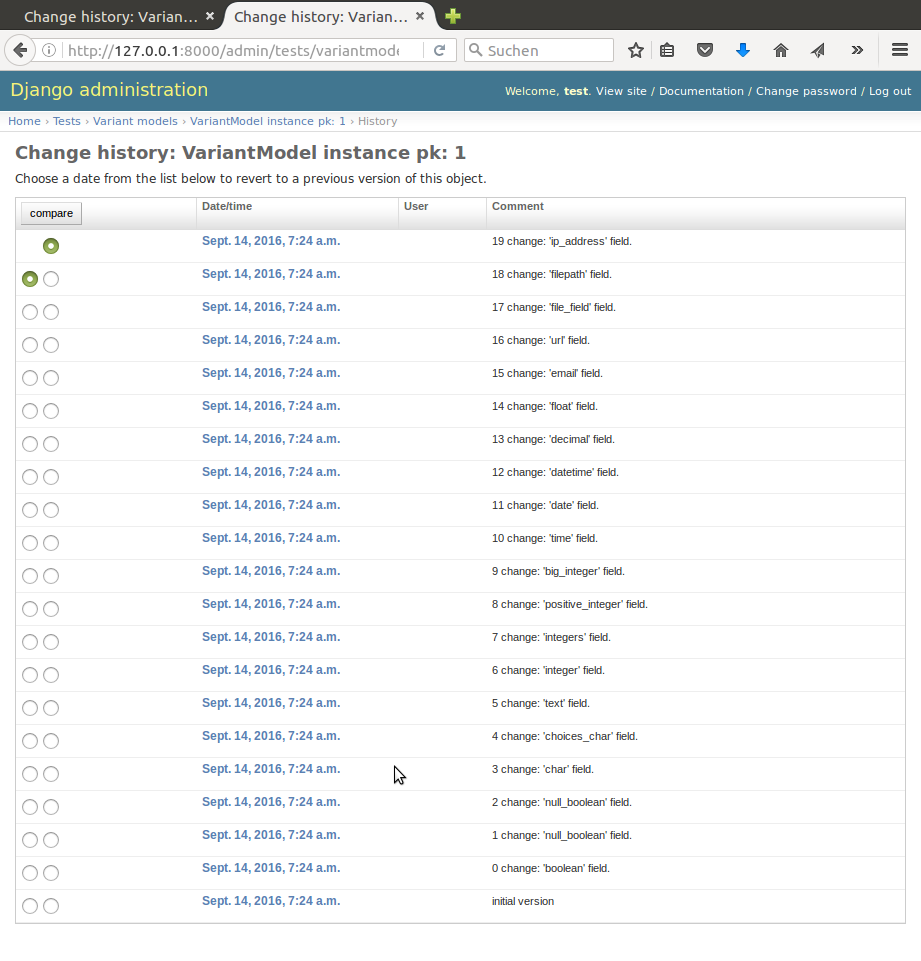 Change history: Varian... ×
Change history: Varian... ×
http://127.0.0.1:8000/admin/tests/variantmode
Suchen
Django administration
Welcome, test. View site / Documentation / Change password / Log out
Home › Tests › Variant models › VariantModel instance pk: 1 › History
Change history: VariantModel instance pk: 1
Choose a date from the list below to revert to a previous version of this object.
compare Date/time User Comment
Sept. 14, 2016, 7:24 a.m. 19 change: 'ip_address' field.
Sept. 14, 2016, 7:24 a.m. 18 change: 'filepath' field.
Sept. 14, 2016, 7:24 a.m. 17 change: 'file_field' field.
Sept. 14, 2016, 7:24 a.m. 16 change: 'url' field.
Sept. 14, 2016, 7:24 a.m. 15 change: 'email' field.
Sept. 14, 2016, 7:24 a.m. 14 change: 'float' field.
Sept. 14, 2016, 7:24 a.m. 13 change: 'decimal' field.
Sept. 14, 2016, 7:24 a.m. 12 change: 'datetime' field.
Sept. 14, 2016, 7:24 a.m. 11 change: 'date' field.
Sept. 14, 2016, 7:24 a.m. 10 change: 'time' field.
Sept. 14, 2016, 7:24 a.m. 9 change: 'big_integer' field.
Sept. 14, 2016, 7:24 a.m. 8 change: 'positive_integer' field.
Sept. 14, 2016, 7:24 a.m. 7 change: 'integers' field.
Sept. 14, 2016, 7:24 a.m. 6 change: 'integer' field.
Sept. 14, 2016, 7:24 a.m. 5 change: 'text' field.
Sept. 14, 2016, 7:24 a.m. 4 change: 'choices_char' field.
Sept. 14, 2016, 7:24 a.m. 3 change: 'char' field.
Sept. 14, 2016, 7:24 a.m. 2 change: 'null_boolean' field.
Sept. 14, 2016, 7:24 a.m. 1 change: 'null_boolean' field.
Sept. 14, 2016, 7:24 a.m. 0 change: 'boolean' field.
Sept. 14, 2016, 7:24 a.m. initial version